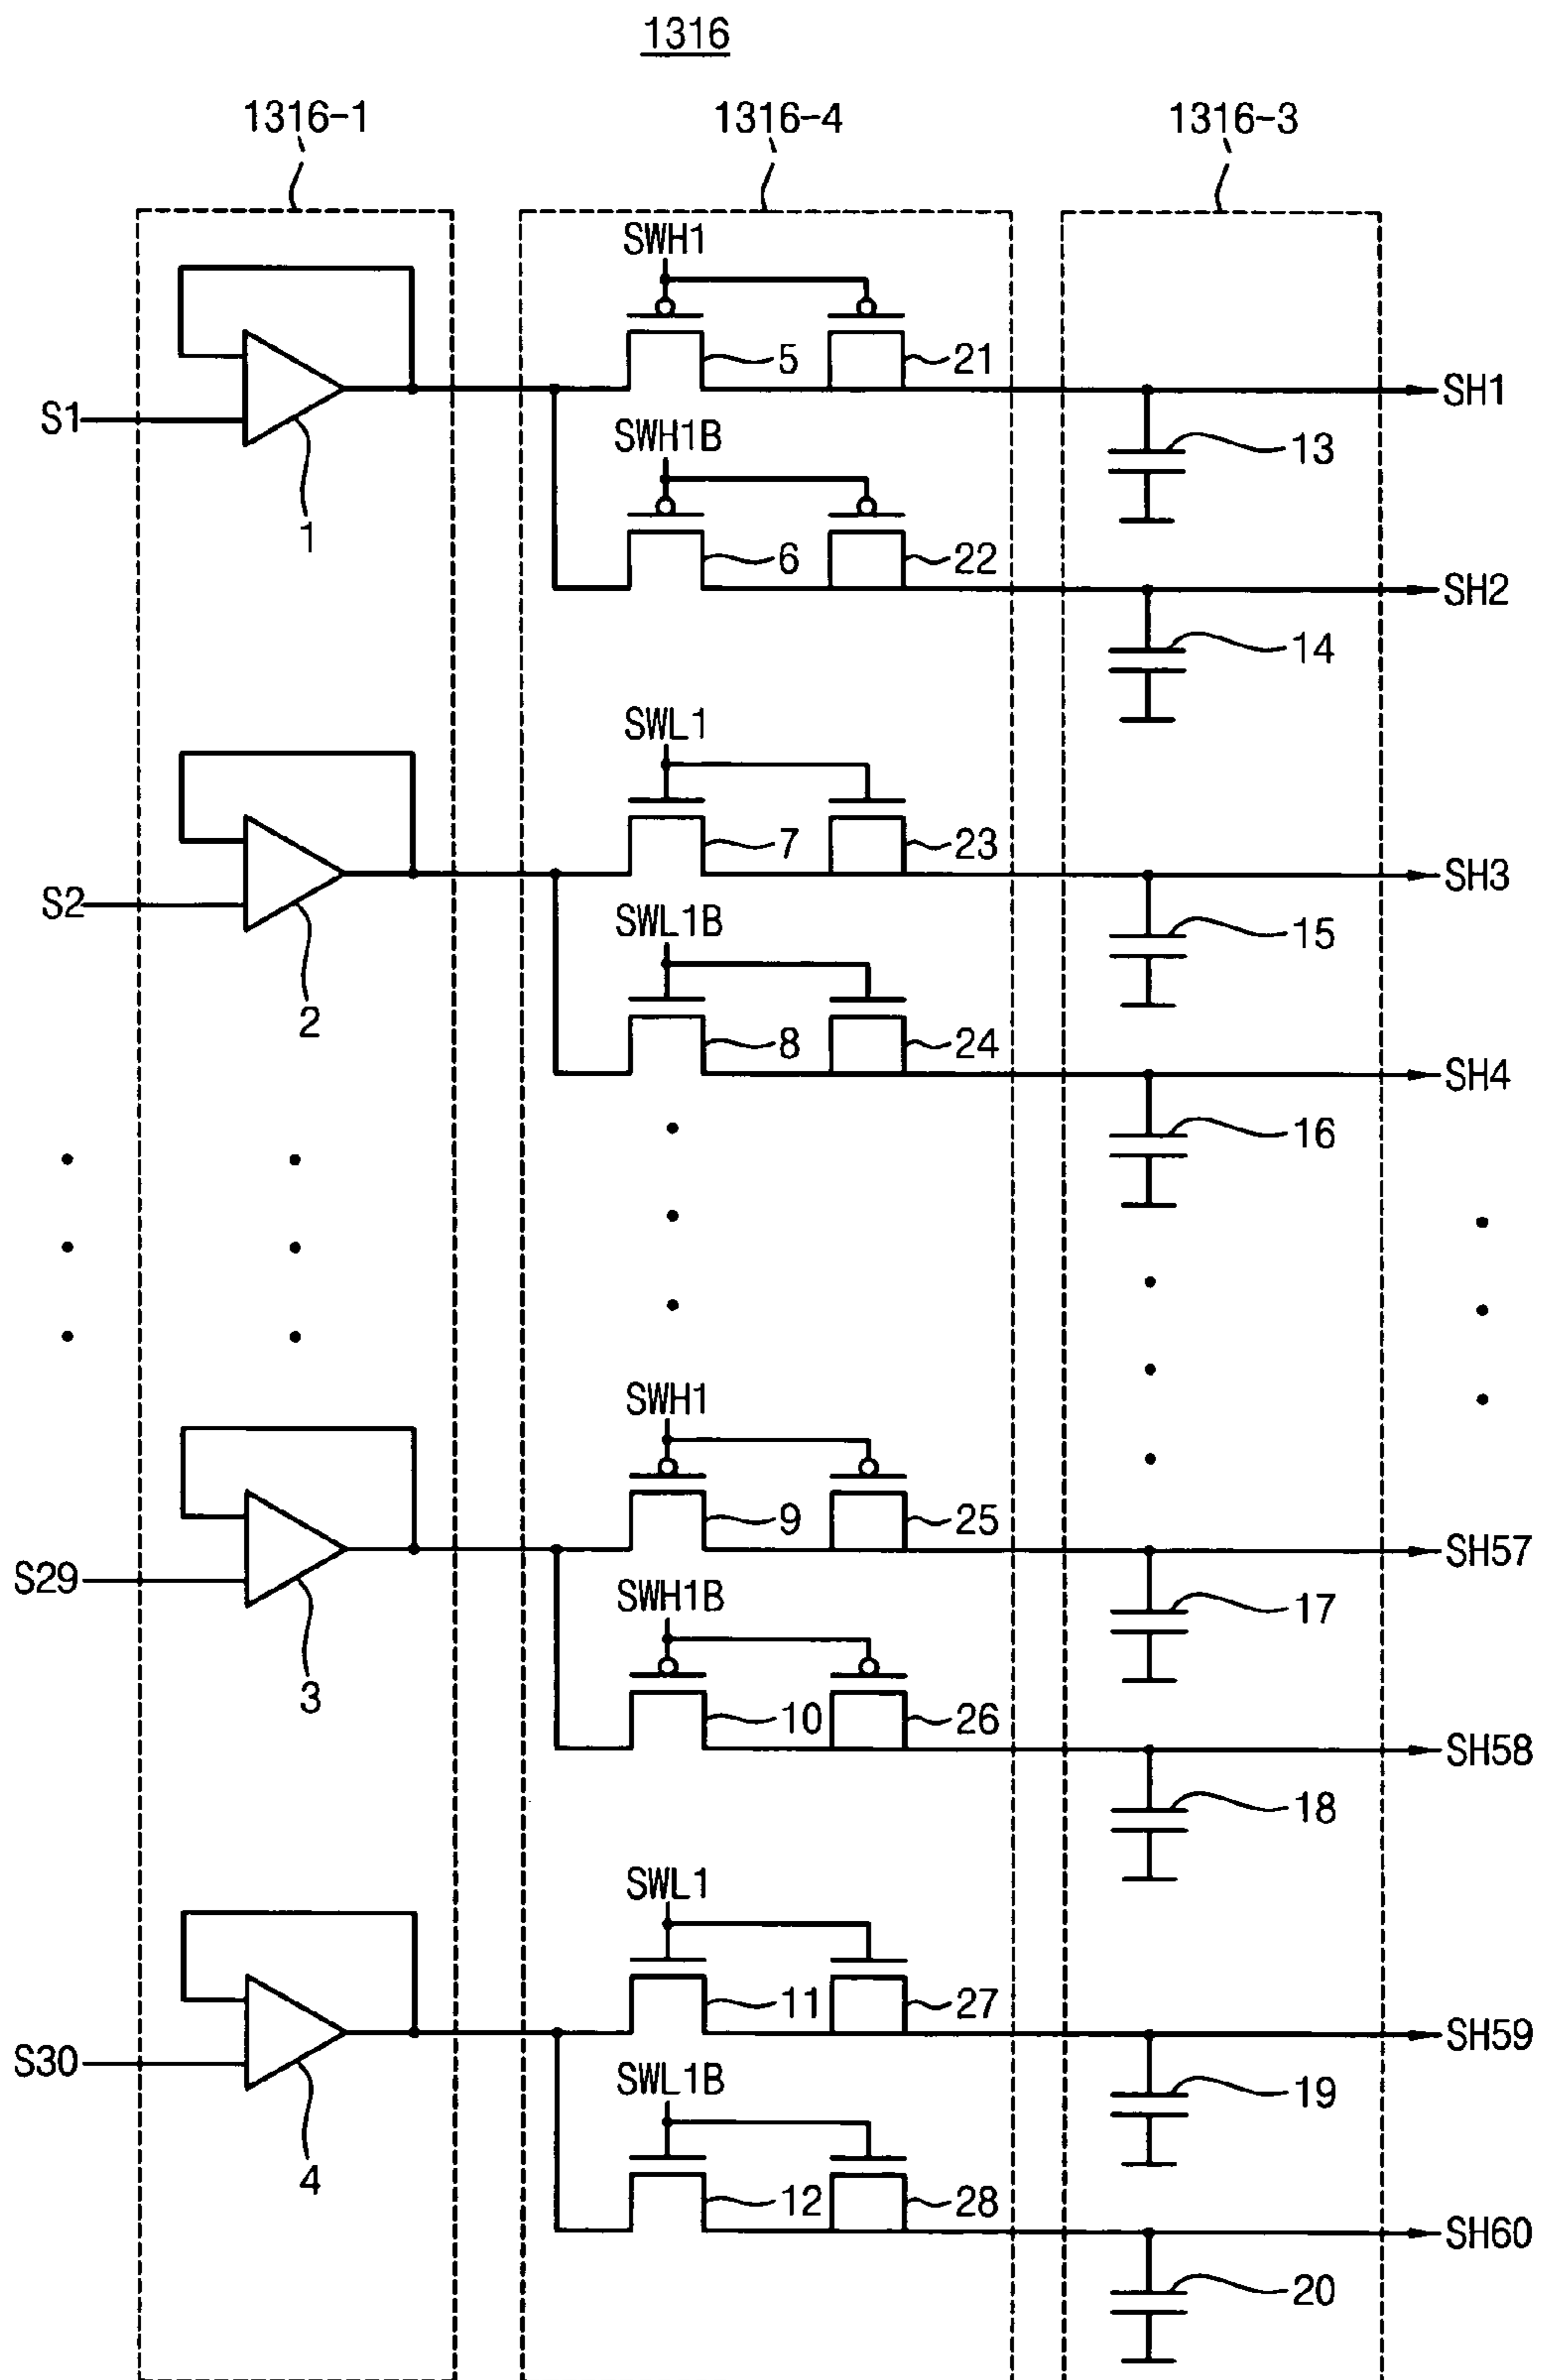 1316
1316-1 1316-4 1316-3
SWH1
5 21
SH1
S1
SWH1B
13
1
6 22
SH2
14
SWL1
7 23
SH3
S2
SWL1B
15
2
8 24
SH4
16
SWH1
9 25
SH57
S29
SWH1B
17
3
10 26
SH58
18
SWL1
11 27
SH59
S30
SWL1B
19
4
12 28
SH60
20